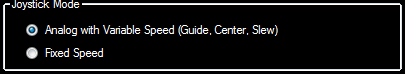 Joystick Mode
Analog with Variable Speed (Guide, Center, Slew)
Fixed Speed